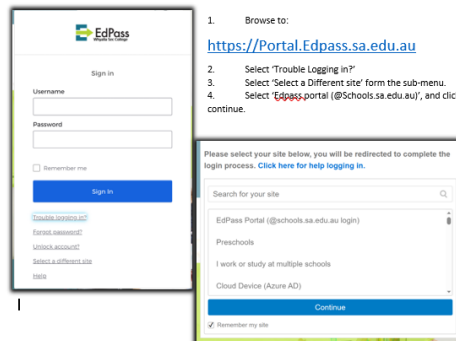 EdPass
Whyalla Sec College
Sign in
Username
Password
Remember me
Sign In
Trouble logging in?
Forgot password?
Unlock account?
Select a different site
Help
1. Browse to:
https://Portal.Edpass.sa.edu.au
2. Select ‘Trouble Logging in?’
3. Select ‘Select a Different site’ form the sub-menu.
4. Select ‘Edpass portal (@Schools.sa.edu.au)’, and clic
continue.
Please select your site below, you will be redirected to complete the
login process. Click here for help logging in.
Search for your site
EdPass Portal (@schools.sa.edu.au login)
Preschools
I work or study at multiple schools
Cloud Device (Azure AD)
Continue
Remember my site